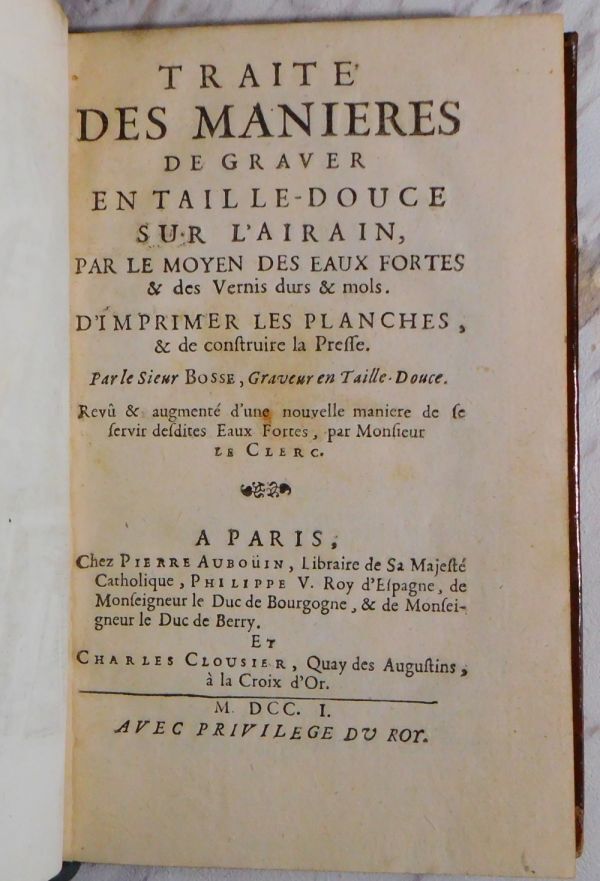 TRAITE'
DES MANIERES
DE GRAVER
EN TAILLE-DOUCE
SUR L'AIRAIN,
PAR LE MOYEN DES EAUX FORTES
& des Vernis durs & mols.
D'IMPRIMER LES PLANCHES,
& de conſtruire la Preſſe.
Par le Sieur BOSSE, Graveur en Taille-Douce.
Revû & augmenté d'une nouvelle maniere de ſe
ſervir deſdites Eaux Fortes, par Monſieur
LE CLERC.
A PARIS,
Chez PIERRE AUBOÜIN, Libraire de Sa Majeſté
Catholique, PHILIPPE V. Roy d'Eſpagne, de
Monſeigneur le Duc de Bourgogne, & de Monſei-
gneur le Duc de Berry.
ET
CHARLES CLOUSIER, Quay des Auguſtins,
à la Croix d'Or.
M. DCC. I.
AVEC PRIVILEGE DU ROY.